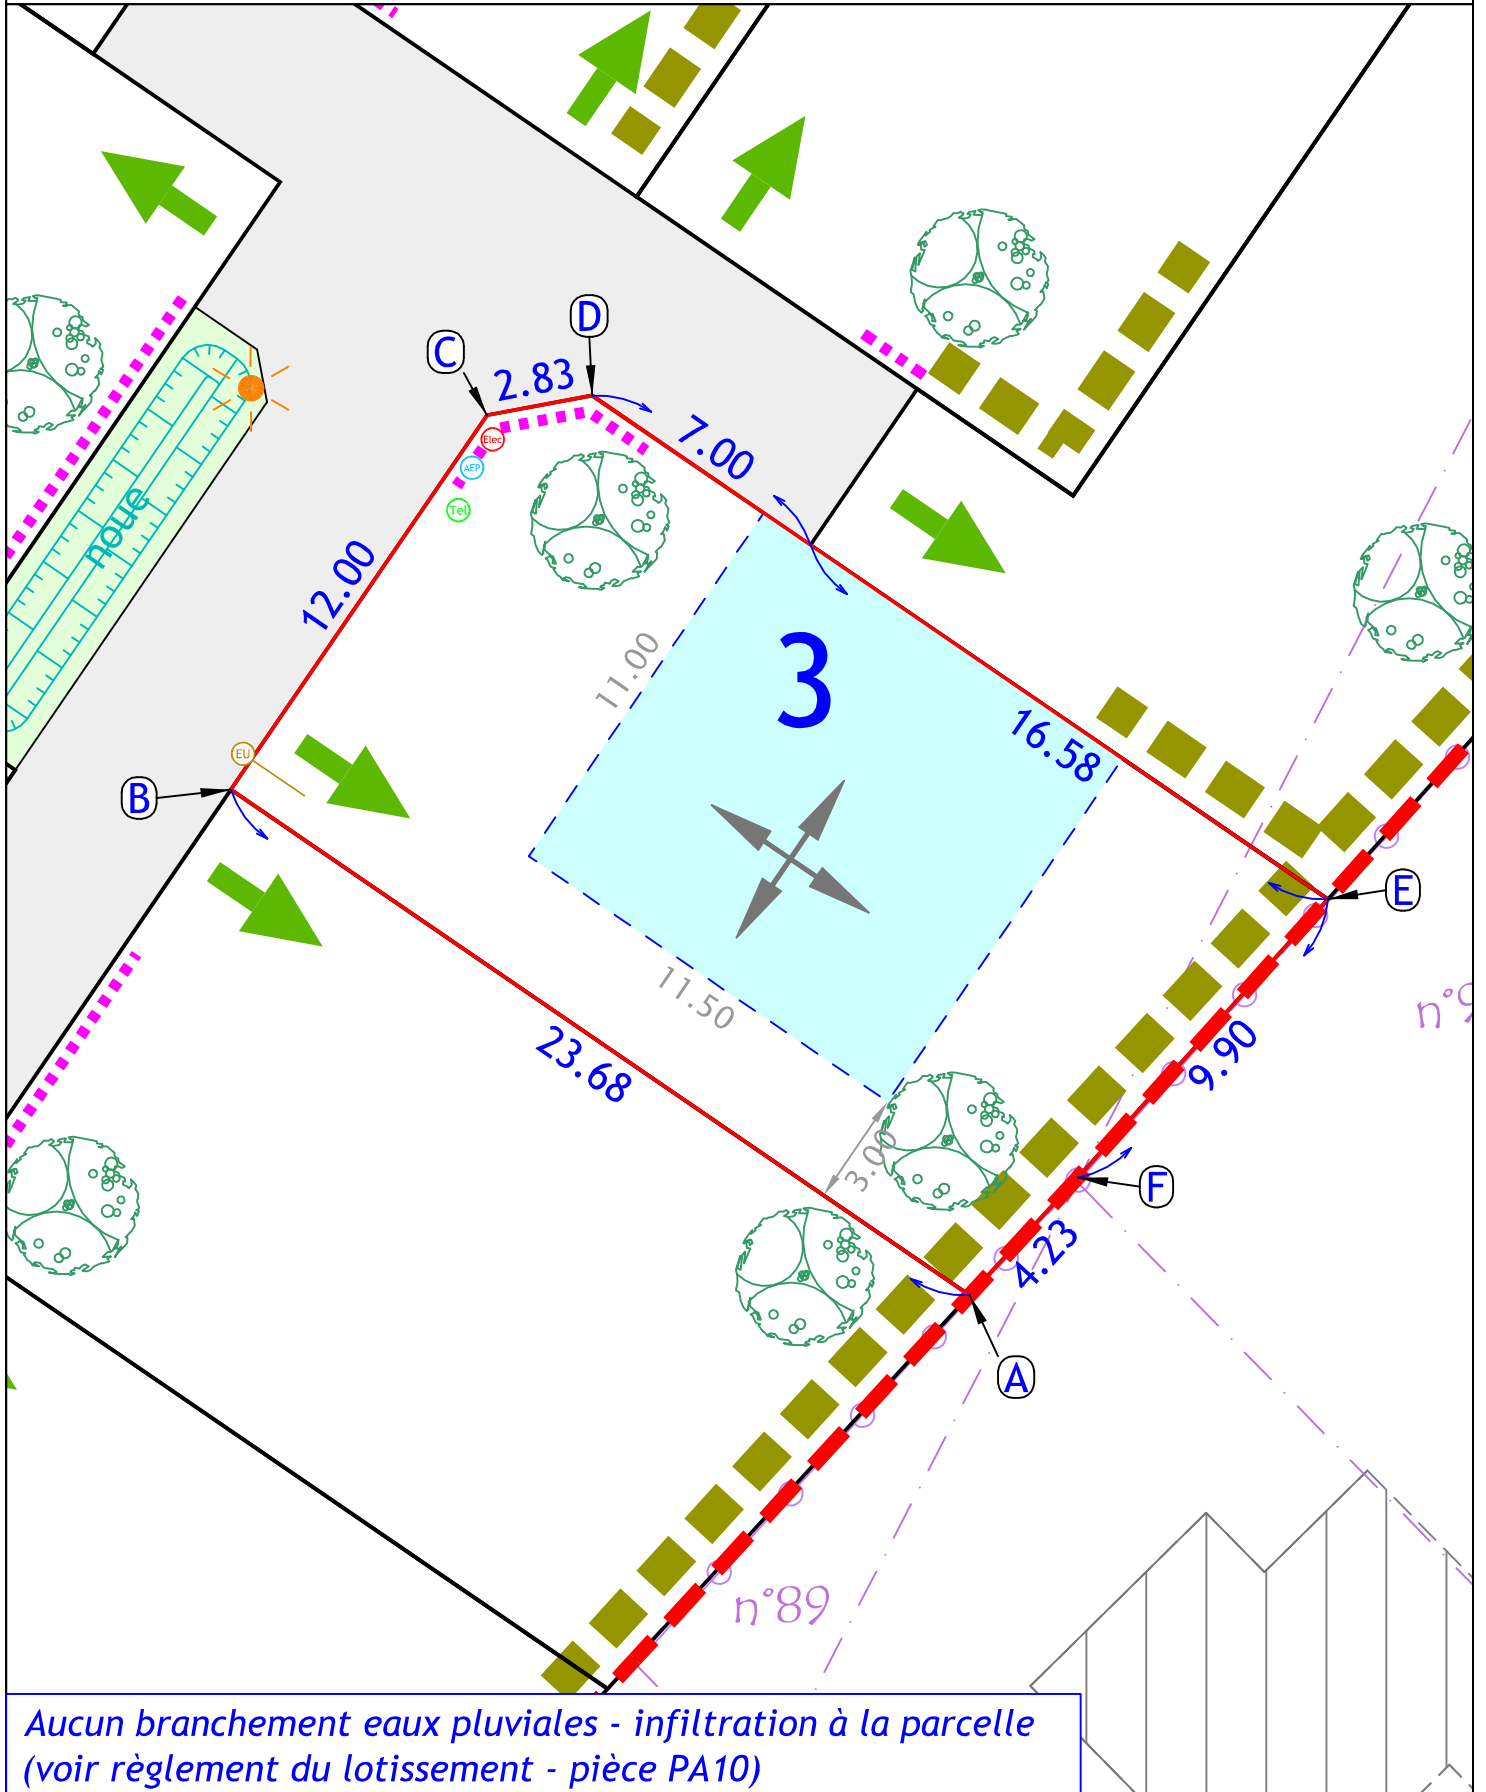 D
C
2.83
7.00
Elec
AEP
Tel
noue
12.00
11.00
3
16.58
EU
B
E
11.50
n°9
23.68
9.90
3.00
F
4.23
A
n°89
Aucun branchement eaux pluviales - infiltration à la parcelle
(voir règlement du lotissement - pièce PA10)